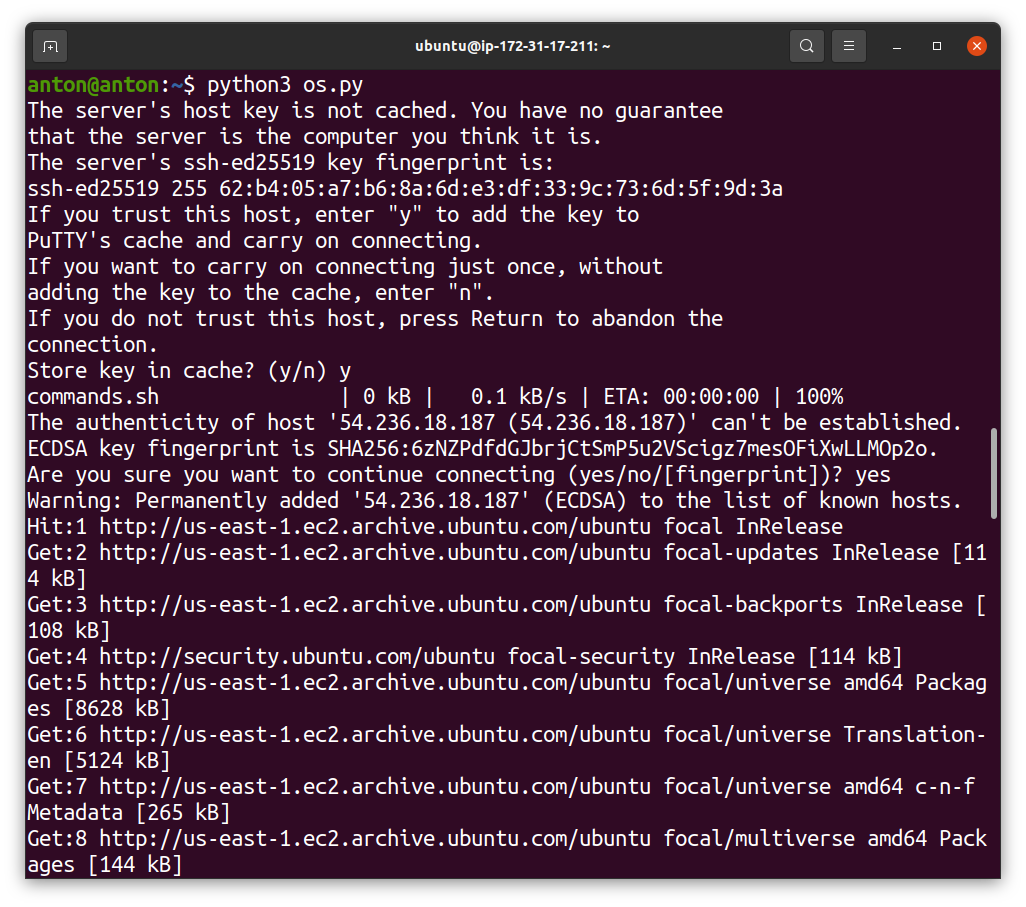 ubuntu@ip-172-31-17-211: ~
anton@anton:~$ python3 os.py
The server's host key is not cached. You have no guarantee
that the server is the computer you think it is.
The server's ssh-ed25519 key fingerprint is:
ssh-ed25519 255 62:b4:05:a7:b6:8a:6d:e3:df:33:9c:73:6d:5f:9d:3a
If you trust this host, enter "y" to add the key to
PuTTY's cache and carry on connecting.
If you want to carry on connecting just once, without
adding the key to the cache, enter "n".
If you do not trust this host, press Return to abandon the
connection.
Store key in cache? (y/n) y
commands.sh               | 0 kB |   0.1 kB/s | ETA: 00:00:00 | 100%
The authenticity of host '54.236.18.187 (54.236.18.187)' can't be established.
ECDSA key fingerprint is SHA256:6zNZPdfdGJbrjCtSmP5u2VScigz7mesOFiXwLLMOp2o.
Are you sure you want to continue connecting (yes/no/[fingerprint])? yes
Warning: Permanently added '54.236.18.187' (ECDSA) to the list of known hosts.
Hit:1 http://us-east-1.ec2.archive.ubuntu.com/ubuntu focal InRelease
Get:2 http://us-east-1.ec2.archive.ubuntu.com/ubuntu focal-updates InRelease [11
4 kB]
Get:3 http://us-east-1.ec2.archive.ubuntu.com/ubuntu focal-backports InRelease [
108 kB]
Get:4 http://security.ubuntu.com/ubuntu focal-security InRelease [114 kB]
Get:5 http://us-east-1.ec2.archive.ubuntu.com/ubuntu focal/universe amd64 Packag
es [8628 kB]
Get:6 http://us-east-1.ec2.archive.ubuntu.com/ubuntu focal/universe Translation-
en [5124 kB]
Get:7 http://us-east-1.ec2.archive.ubuntu.com/ubuntu focal/universe amd64 c-n-f
Metadata [265 kB]
Get:8 http://us-east-1.ec2.archive.ubuntu.com/ubuntu focal/multiverse amd64 Pack
ages [144 kB]